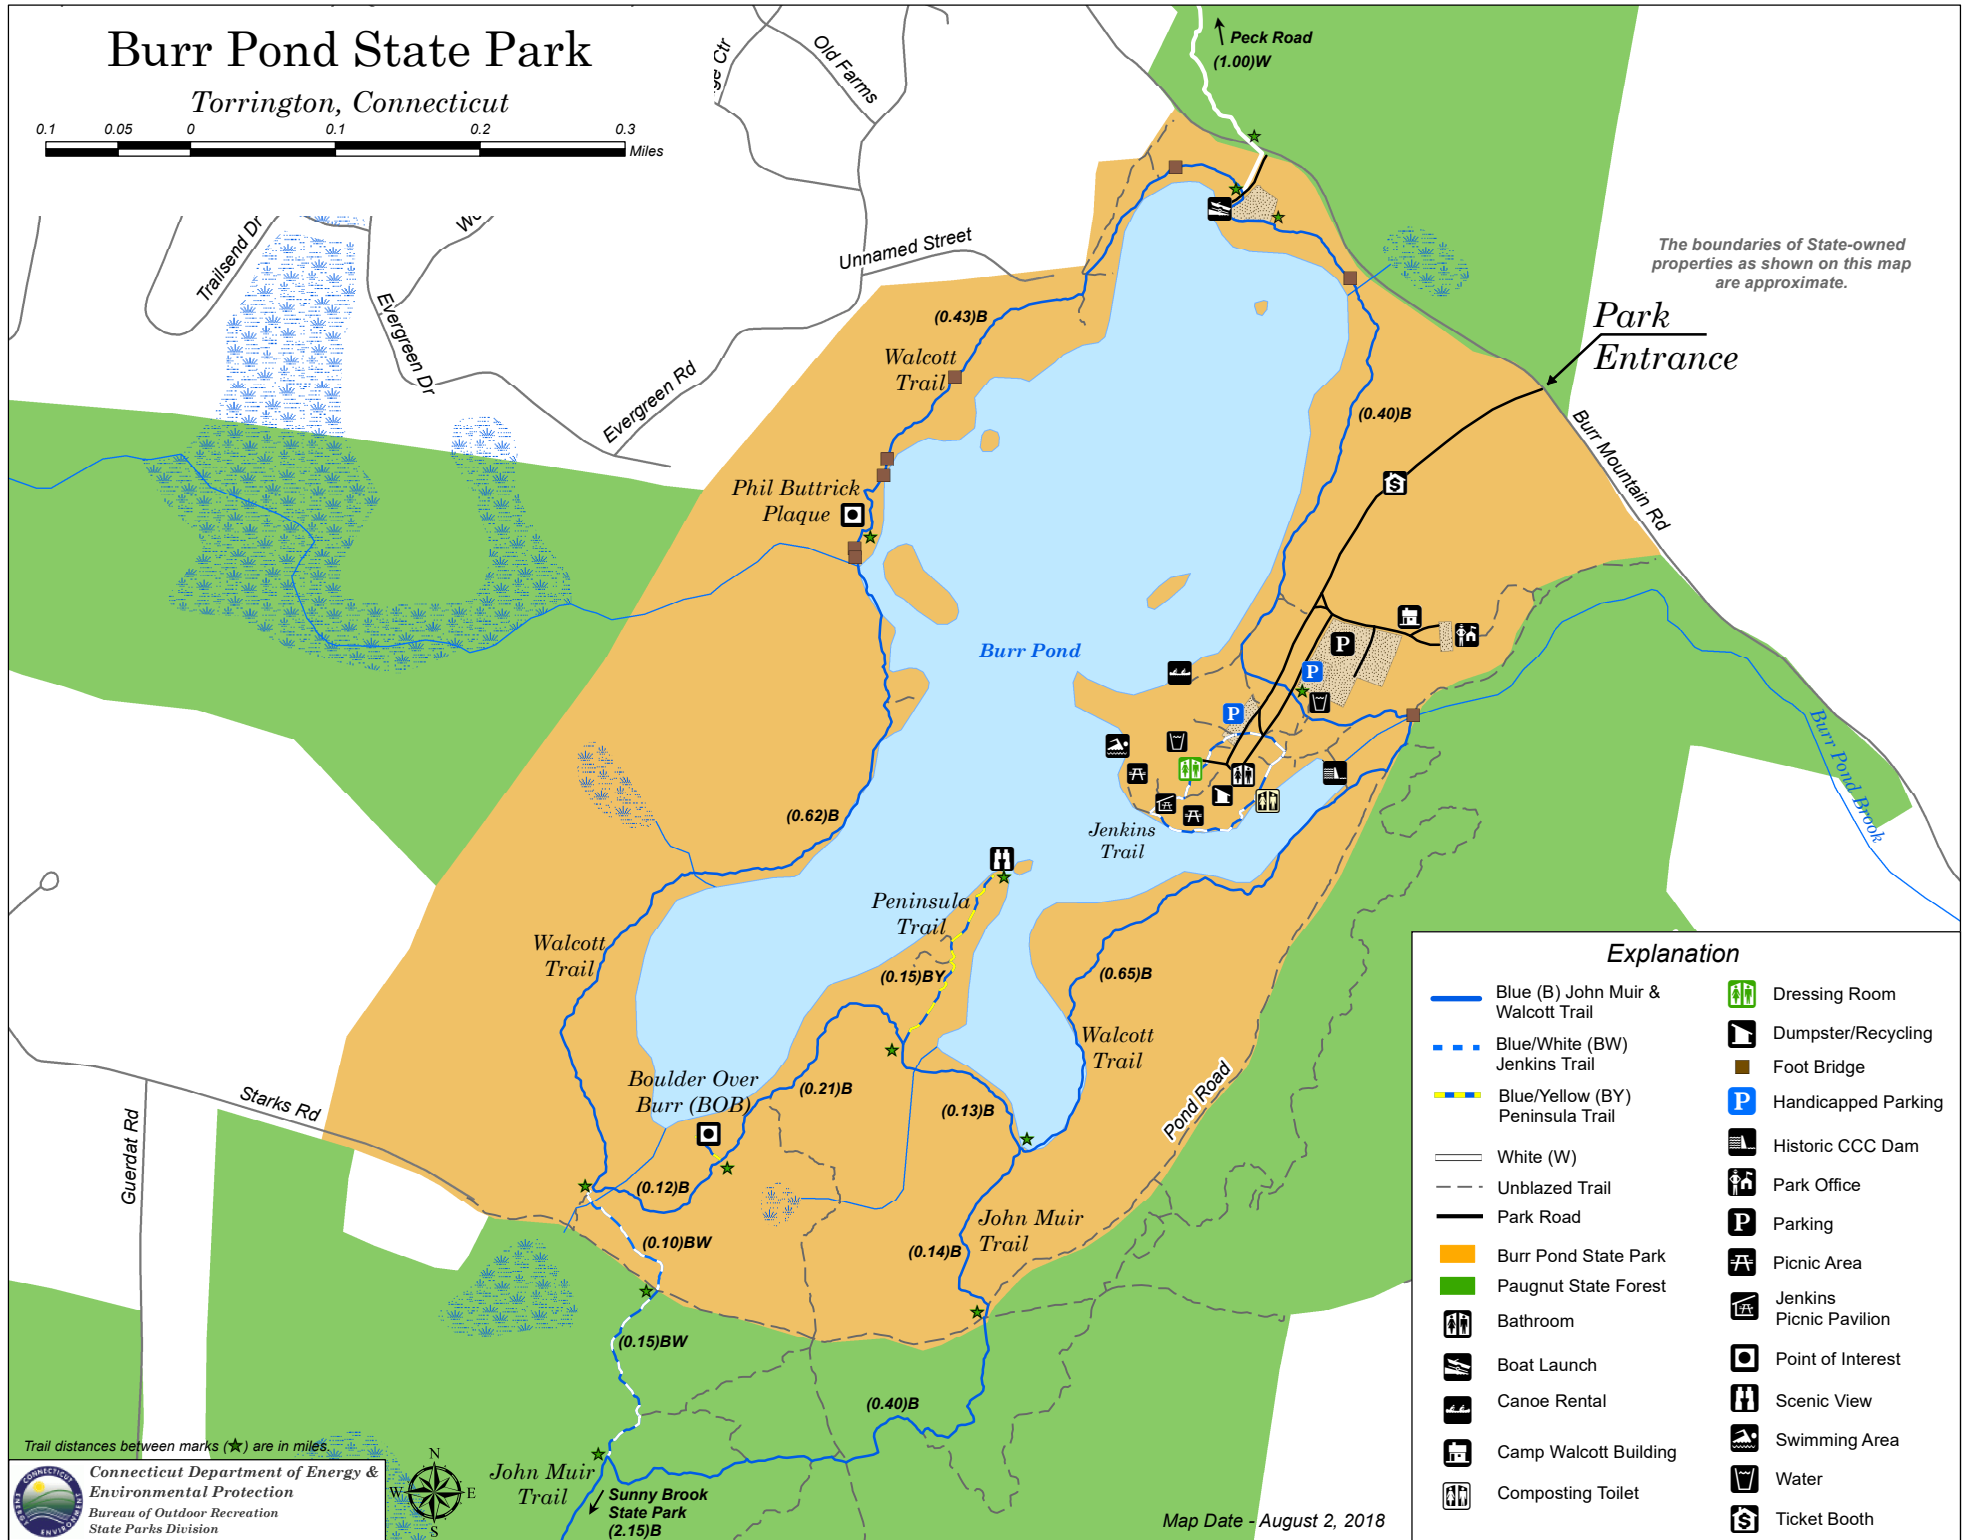 Burr Pond State Park
Torrington, Connecticut
0.1 0.05 0 0.1 0.2 0.3
Miles
Peck Road
(1.00)W
Old Farms
Ctr
Trailsend Dr
Evergreen Dr
Evergreen Rd
Unnamed Street
The boundaries of State-owned
properties as shown on this map
are approximate.
Park
Entrance
Burr Mountain Rd
(0.43)B
Walcott
Trail
(0.40)B
Phil Buttrick
Plaque
Burr Pond
P
P
P
Burr Pond Brook
(0.62)B
Jenkins
Trail
Peninsula
Trail
Walcott
Trail
(0.15)BY
(0.65)B
Walcott
Trail
Boulder Over
Burr (BOB)
(0.21)B
(0.13)B
Pond Road
Starks Rd
Guerdat Rd
(0.12)B
(0.10)BW
John Muir
Trail
(0.14)B
(0.15)BW
(0.40)B
John Muir
Trail
Sunny Brook
State Park
(2.15)B
Trail distances between marks (★) are in miles.
Connecticut Department of Energy &
Environmental Protection
Bureau of Outdoor Recreation
State Parks Division
CONNECTICUT
ENERGY ENVIRONMENT
N
W E
S
Map Date - August 2, 2018
Explanation
Blue (B) John Muir &
Walcott Trail
Blue/White (BW)
Jenkins Trail
Blue/Yellow (BY)
Peninsula Trail
White (W)
Unblazed Trail
Park Road
Burr Pond State Park
Paugnut State Forest
Bathroom
Boat Launch
Canoe Rental
Camp Walcott Building
Composting Toilet
Dressing Room
Dumpster/Recycling
Foot Bridge
P Handicapped Parking
Historic CCC Dam
Park Office
P Parking
Picnic Area
Jenkins
Picnic Pavilion
Point of Interest
Scenic View
Swimming Area
Water
$ Ticket Booth